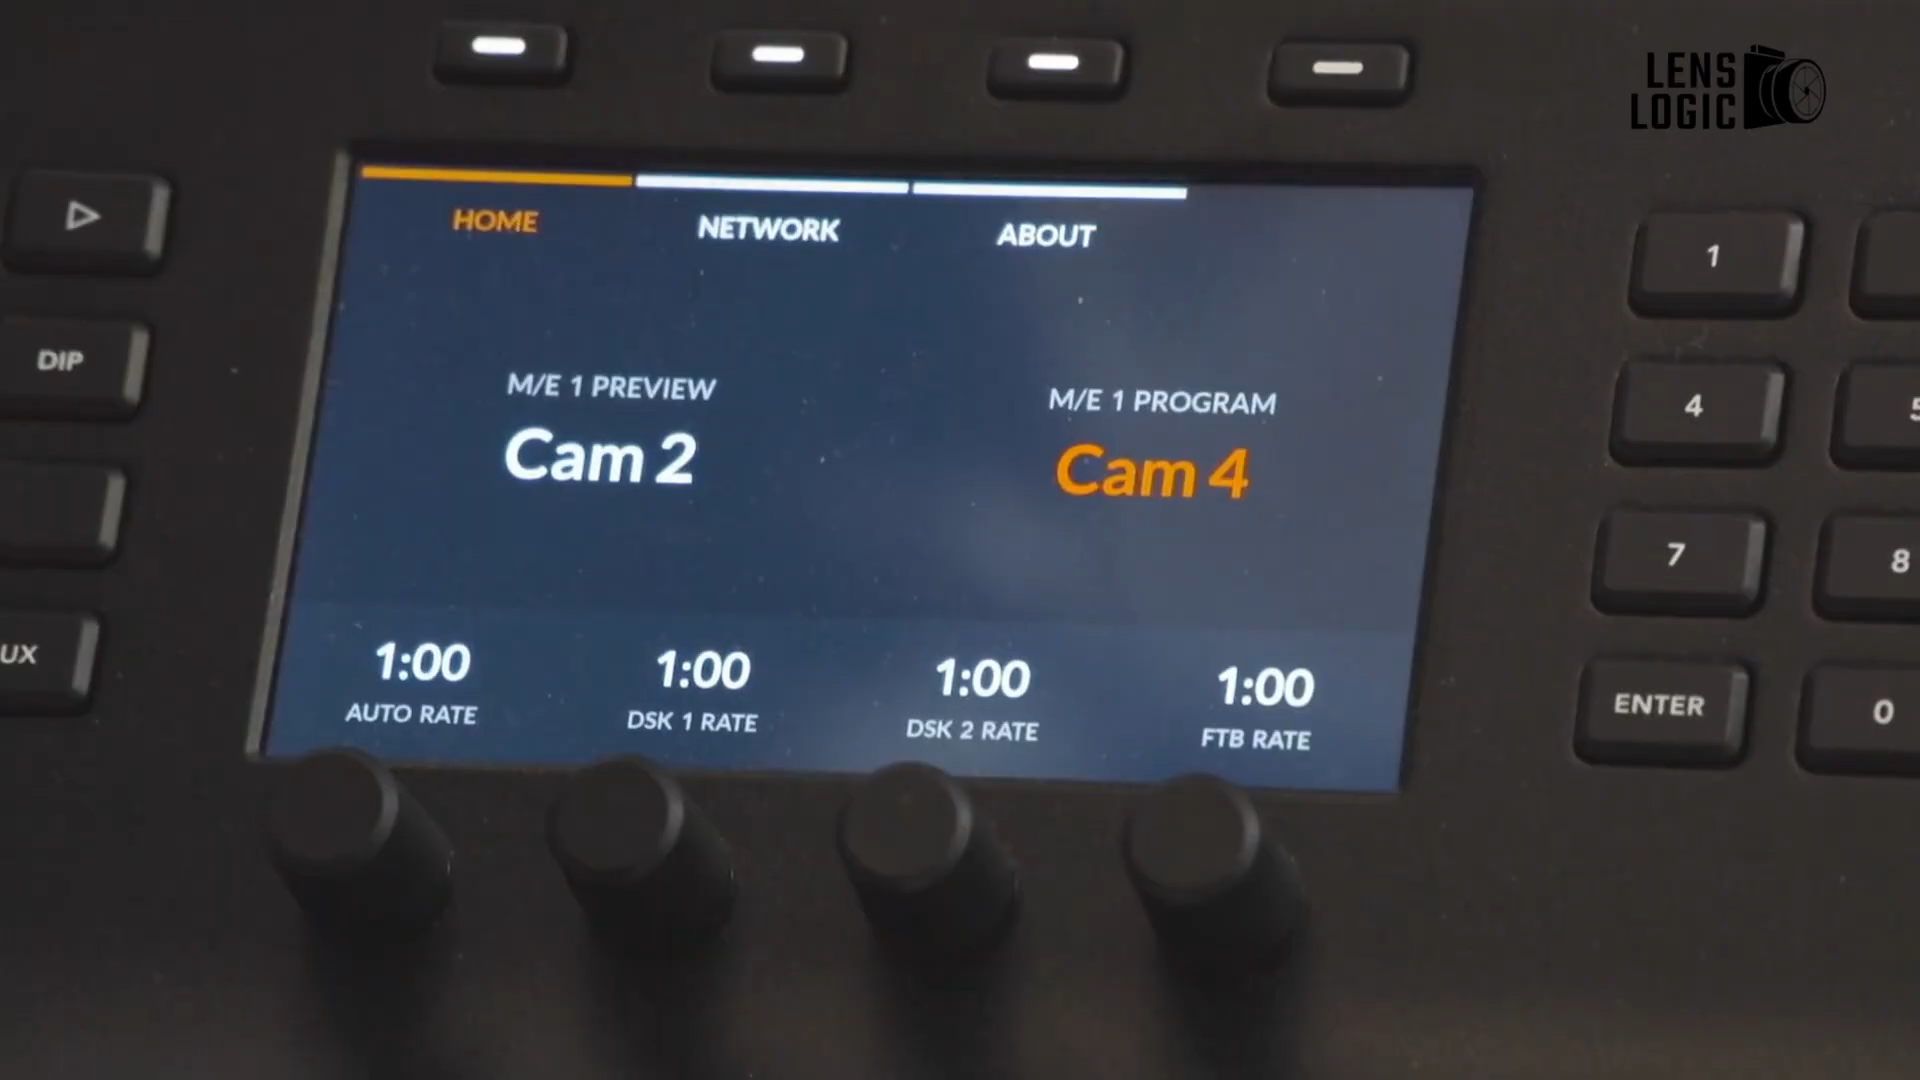 LENS
LOGIC
HOME
NETWORK
ABOUT
M/E 1 PREVIEW
Cam 2
M/E 1 PROGRAM
Cam 4
1:00
AUTO RATE
1:00
DSK 1 RATE
1:00
DSK 2 RATE
1:00
FTB RATE
DIP
UX
1
4
5
7
8
ENTER
0